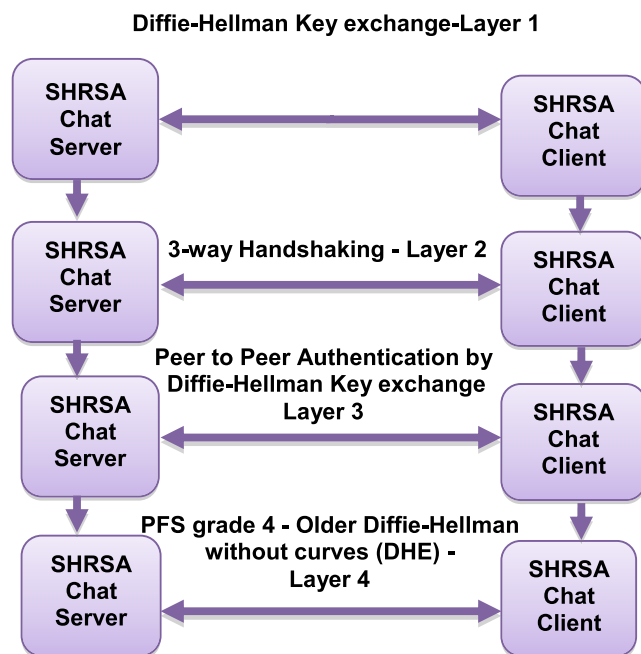 Diffie-Hellman Key exchange-Layer 1
SHRSA
Chat
Server
SHRSA
Chat
Client
3-way Handshaking - Layer 2
SHRSA
Chat
Server
SHRSA
Chat
Client
Peer to Peer Authentication by
Diffie-Hellman Key exchange
Layer 3
SHRSA
Chat
Server
SHRSA
Chat
Client
PFS grade 4 - Older Diffie-Hellman
without curves (DHE) -
Layer 4
SHRSA
Chat
Server
SHRSA
Chat
Client